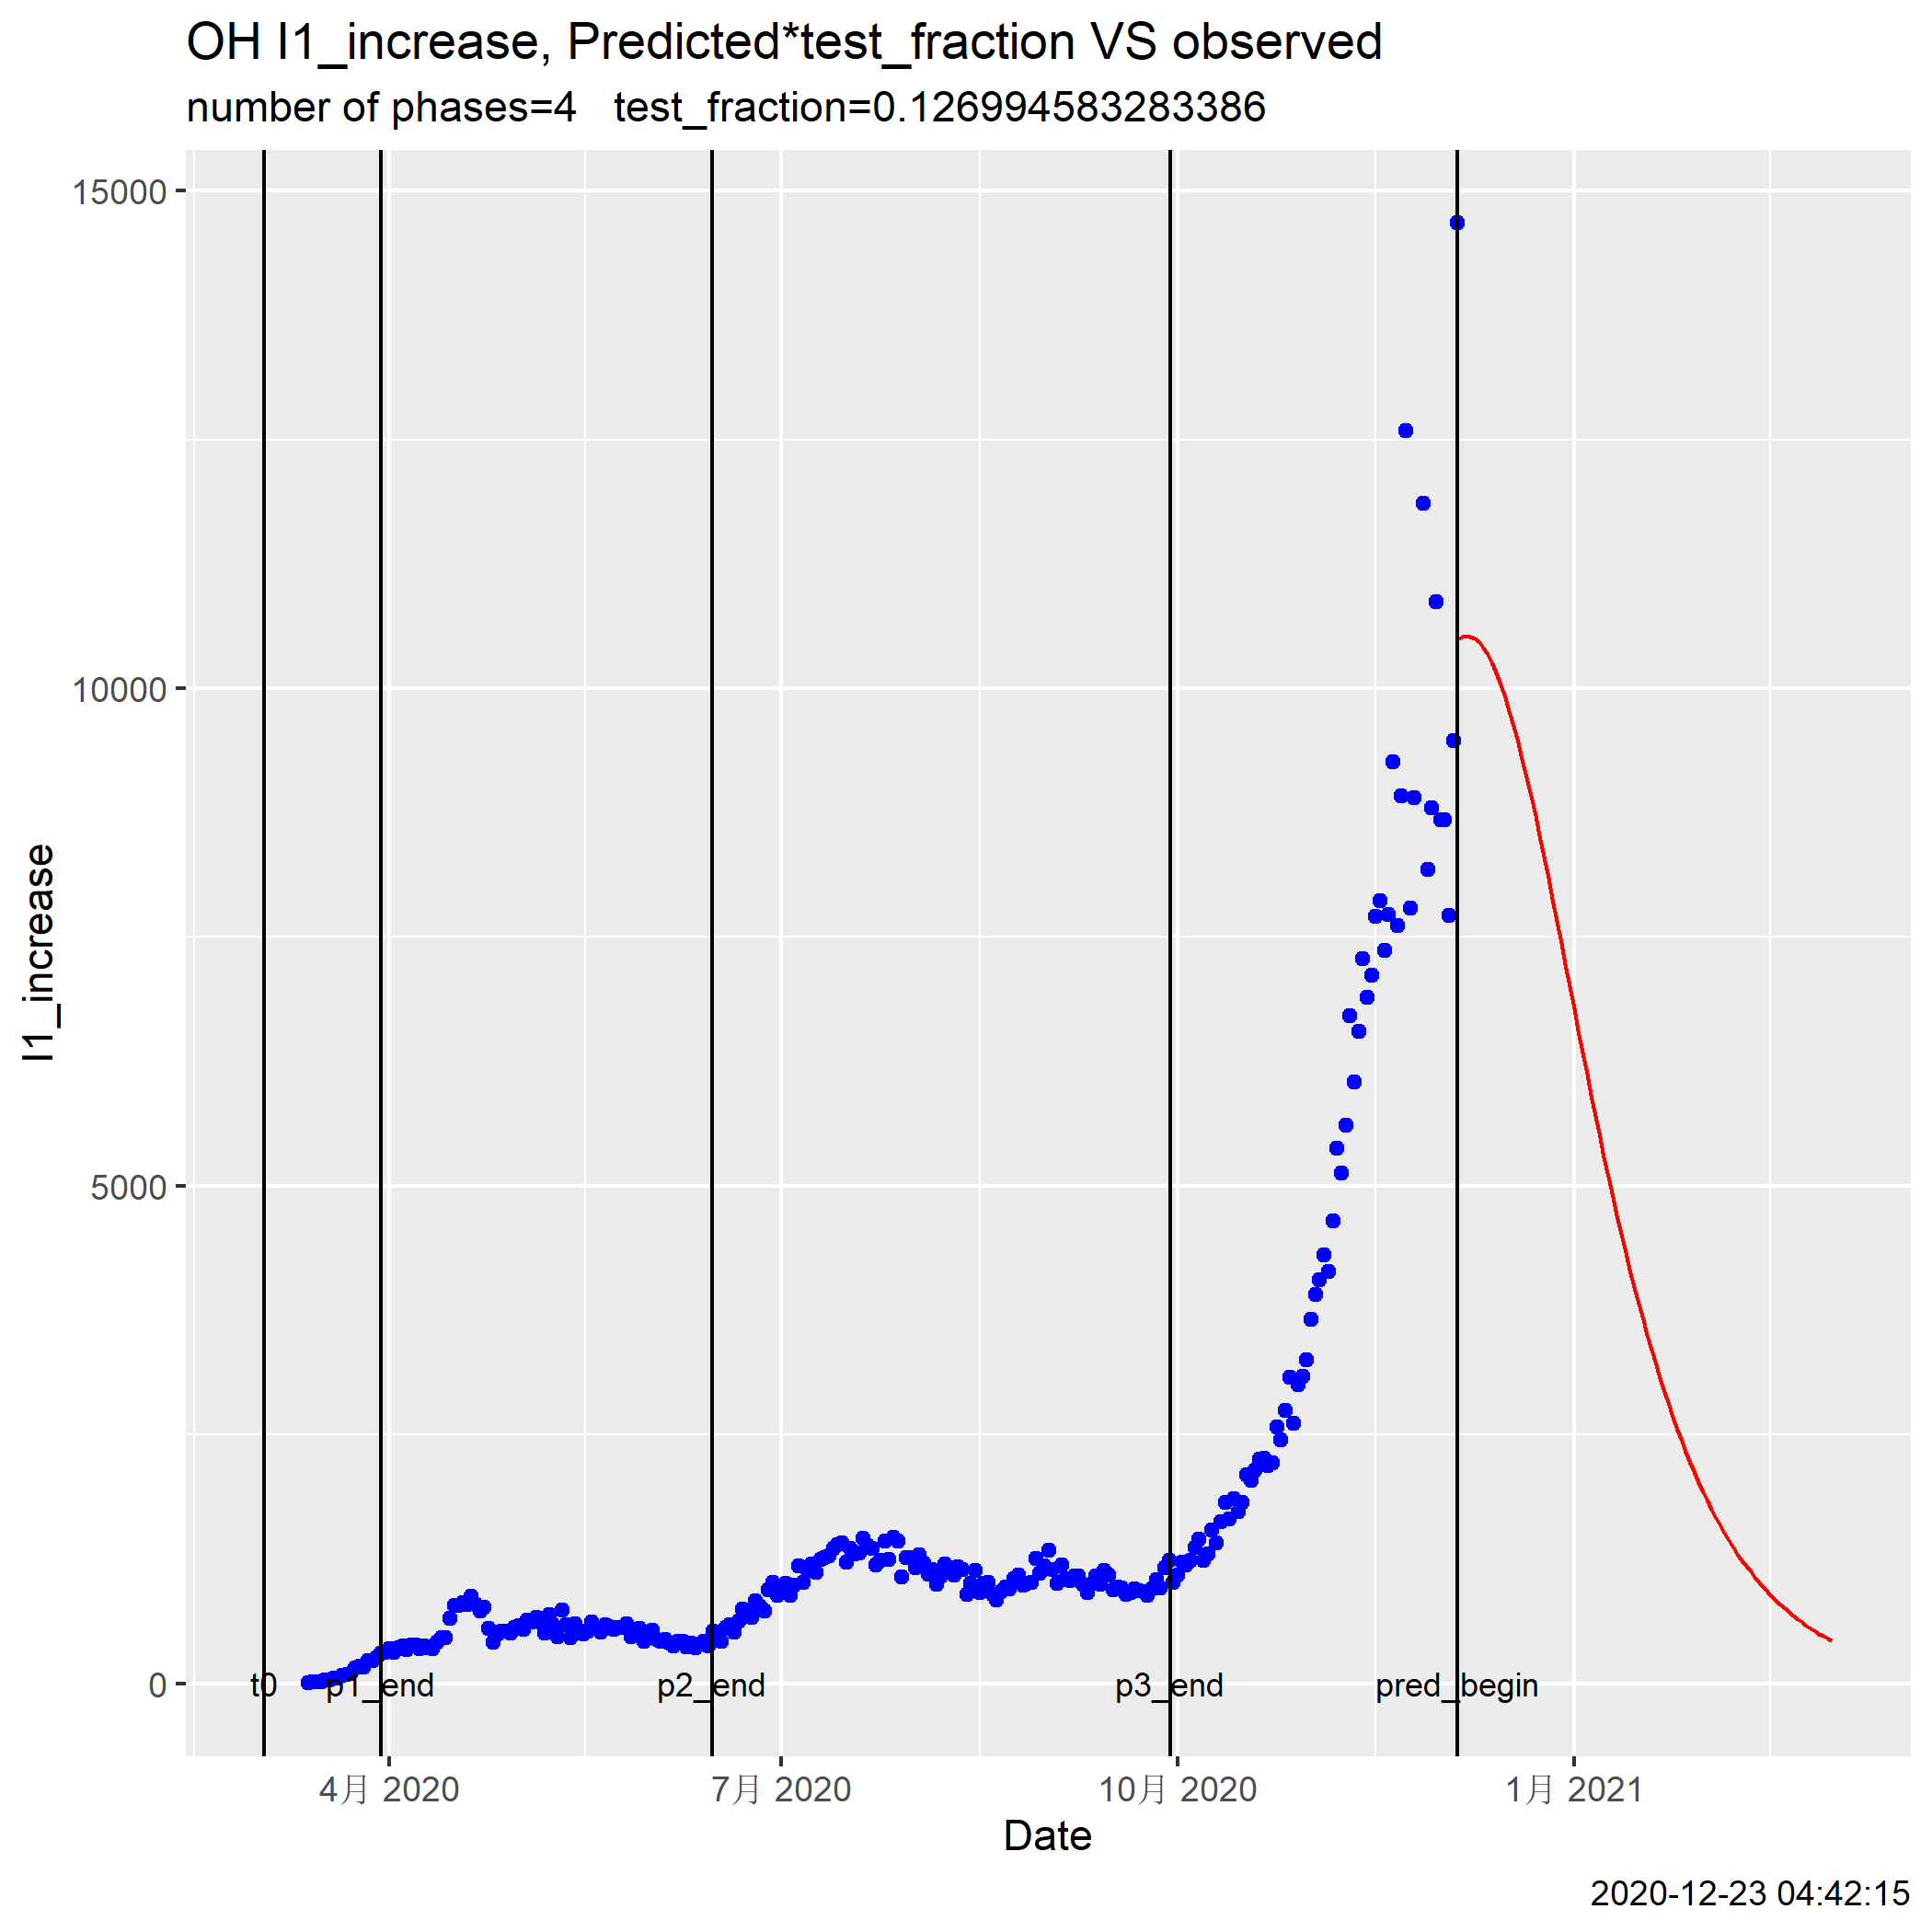 OH I1_increase, Predicted*test_fraction VS observed
number of phases=4   test_fraction=0.126994583283386
15000
10000
5000
0
I1_increase
t0
p1_end
p2_end
p3_end
pred_begin
4月 2020
7月 2020
10月 2020
1月 2021
Date
2020-12-23 04:42:15